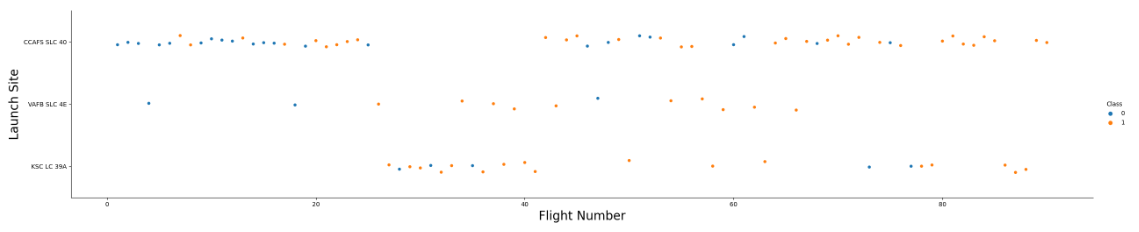 CCAFS SLC 40
VAFB SLC 4E
KSC LC 39A
Launch Site
0
20
40
60
80
Flight Number
Class
0
1